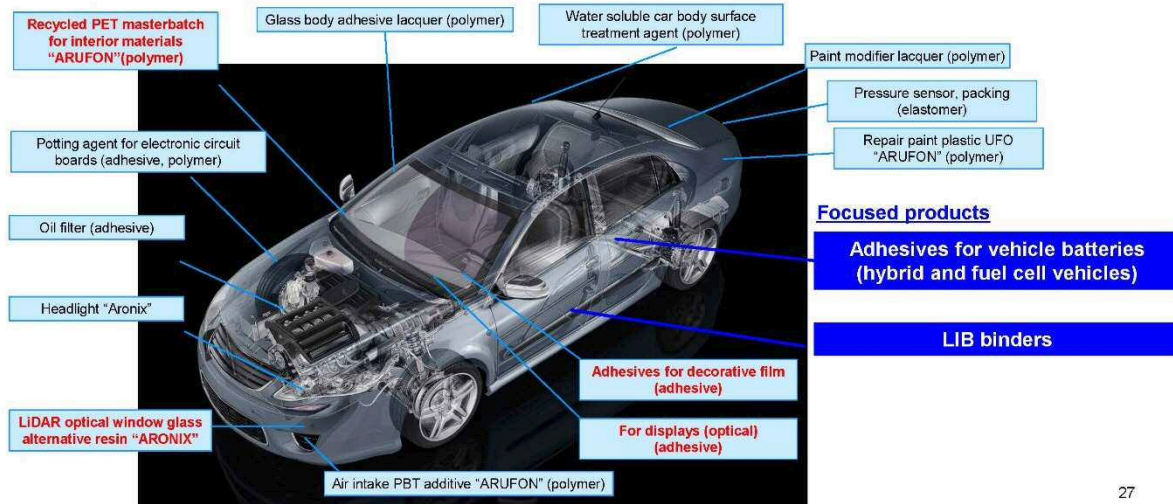 Recycled PET masterbatch
for interior materials
“ARUFON”(polymer)
Glass body adhesive lacquer (polymer)
Water soluble car body surface
treatment agent (polymer)
Paint modifier lacquer (polymer)
Pressure sensor, packing
(elastomer)
Repair paint plastic UFO
“ARUFON” (polymer)
Potting agent for electronic circuit
boards (adhesive, polymer)
Oil filter (adhesive)
Headlight “Aronix”
LiDAR optical window glass
alternative resin “ARONIX”
Air intake PBT additive “ARUFON” (polymer)
Adhesives for decorative film
(adhesive)
For displays (optical)
(adhesive)
Focused products
Adhesives for vehicle batteries
(hybrid and fuel cell vehicles)
LIB binders
27